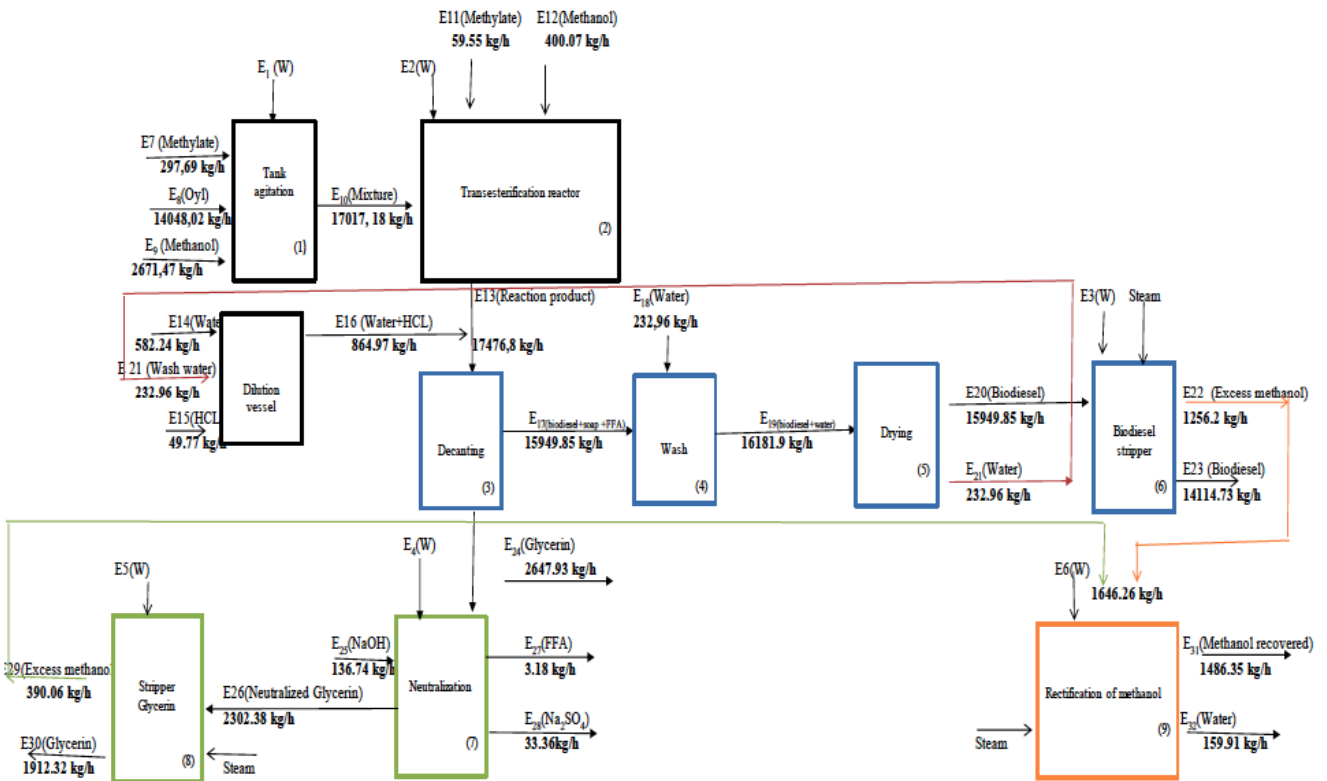 E11(Methylate)
59.55 kg/h
E12(Methanol)
400.07 kg/h
E1 (W)
E2(W)
E7 (Methylate)
297,69 kg/h
E8(Oyl)
14048,02 kg/h
E9 (Methanol)
2671,47 kg/h
Tank
agitation
(1)
E10(Mixture)
17017, 18 kg/h
Transesterification reactor
(2)
E13(Reaction product)
17476,8 kg/h
E14(Wate
582.24 kg/h
E 21 (Wash water)
232.96 kg/h
E15(HCL
49.77 kg/h
Dilution
vessel
E16 (Water+HCL)
864.97 kg/h
E18(Water)
232,96 kg/h
E3(W)
Steam
Decanting
(3)
E17(biodiesel+soap +FFA)
15949.85 kg/h
Wash
(4)
E19(biodiesel+water)
16181.9 kg/h
Drying
(5)
E20(Biodiesel)
15949.85 kg/h
E21(Water)
232.96 kg/h
Biodiesel
stripper
(6)
E22 (Excess methanol)
1256.2 kg/h
E23 (Biodiesel)
14114.73 kg/h
E5(W)
E4(W)
E24(Glycerin)
2647.93 kg/h
E6(W)
1646.26 kg/h
E29(Excess methanol
390.06 kg/h
E30(Glycerin)
1912.32 kg/h
Stripper
Glycerin
(8)
Steam
E25(NaOH)
136.74 kg/h
E26(Neutralized Glycerin)
2302.38 kg/h
Neutralization
(7)
E27(FFA)
3.18 kg/h
E28(Na2SO4)
33.36kg/h
Steam
Rectification of methanol
(9)
E31(Methanol recovered)
1486.35 kg/h
E32(Water)
159.91 kg/h